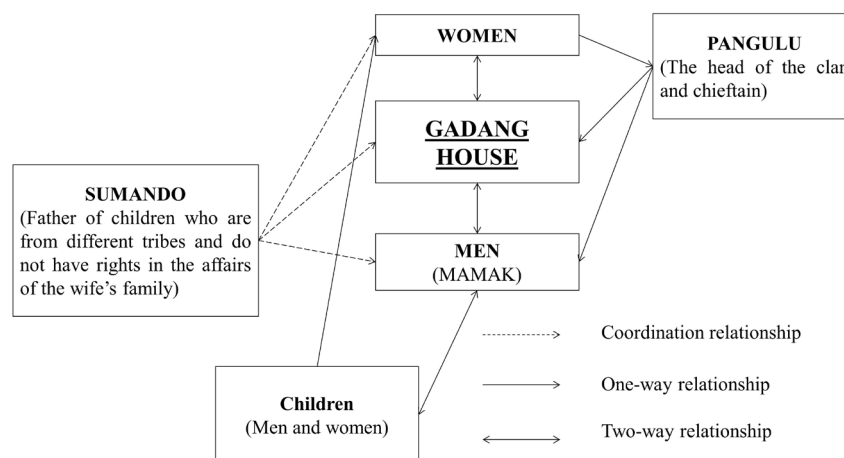 WOMEN
PANGULU
(The head of the clan
and chieftain)
GADANG
HOUSE
SUMANDO
(Father of children who are
from different tribes and do
not have rights in the affairs
of the wife's family)
MEN
(MAMAK)
Children
(Men and women)
Coordination relationship
One-way relationship
Two-way relationship